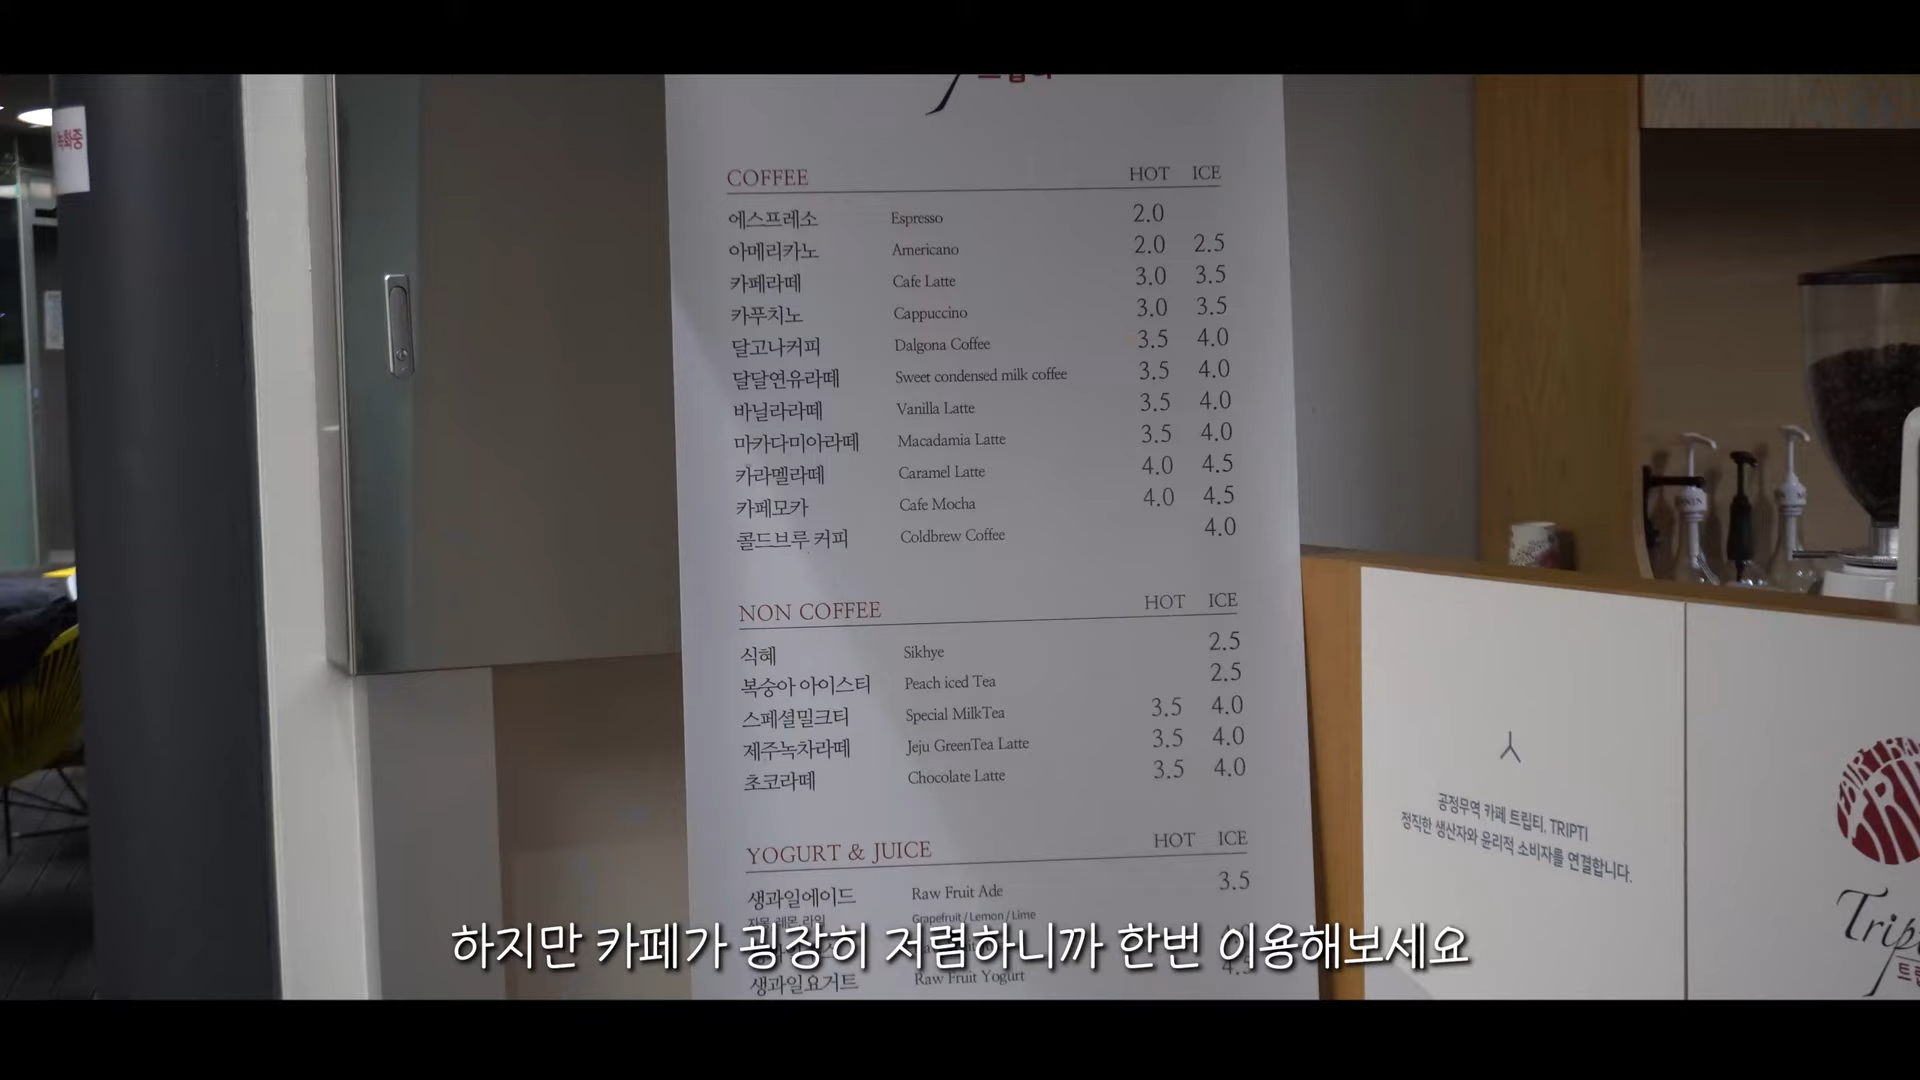 녹화중
트립티
COFFEE HOT ICE
에스프레소 Espresso 2.0
아메리카노 Americano 2.0 2.5
카페라떼 Cafe Latte 3.0 3.5
카푸치노 Cappuccino 3.0 3.5
달고나커피 Dalgona Coffee 3.5 4.0
달달연유라떼 Sweet condensed milk coffee 3.5 4.0
바닐라라떼 Vanilla Latte 3.5 4.0
마카다미아라떼 Macadamia Latte 3.5 4.0
카라멜라떼 Caramel Latte 4.0 4.5
카페모카 Cafe Mocha 4.0 4.5
콜드브루 커피 Coldbrew Coffee 4.0
NON COFFEE HOT ICE
식혜 Sikhye 2.5
복숭아 아이스티 Peach iced Tea 2.5
스페셜밀크티 Special MilkTea 3.5 4.0
제주녹차라떼 Jeju GreenTea Latte 3.5 4.0
초코라떼 Chocolate Latte 3.5 4.0
YOGURT & JUICE HOT ICE
생과일에이드 Raw Fruit Ade 3.5
자몽 레몬 라임 Grapefruit / Lemon / Lime
생과일요거트 Raw Fruit Yogurt
공정무역 카페 트립티, TRIPTI
정직한 생산자와 윤리적 소비자를 연결합니다.
하지만 카페가 굉장히 저렴하니까 한번 이용해보세요